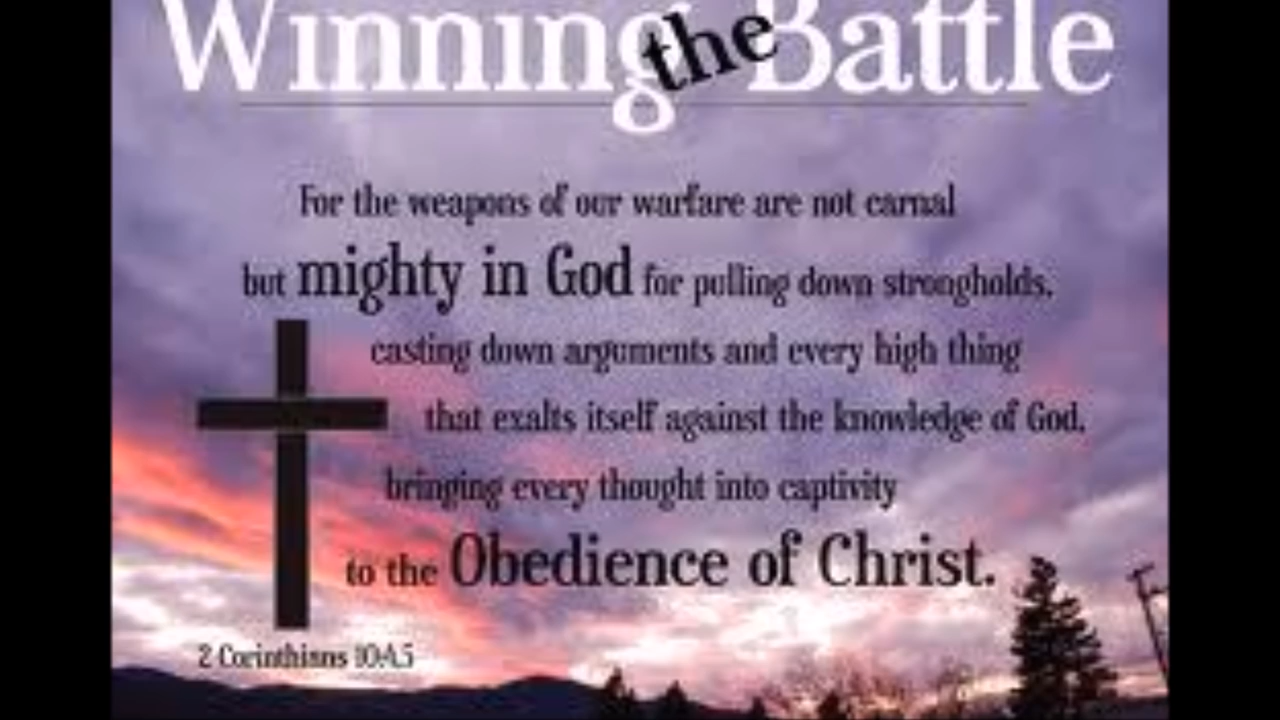 Winning the Battle
For the weapons of our warfare are not carnal
but mighty in God for pulling down strongholds,
casting down arguments and every high thing
that exalts itself against the knowledge of God,
bringing every thought into captivity
to the Obedience of Christ.
2 Corinthians 10:4,5